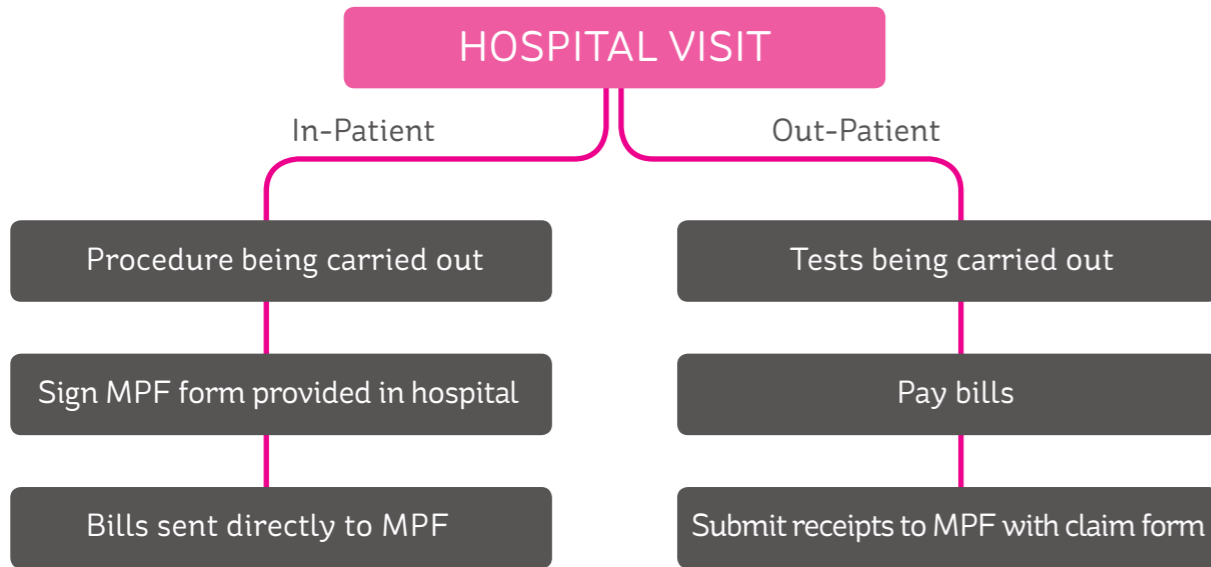 HOSPITAL VISIT
In-Patient
Out-Patient
Procedure being carried out
Tests being carried out
Sign MPF form provided in hospital
Pay bills
Bills sent directly to MPF
Submit receipts to MPF with claim form